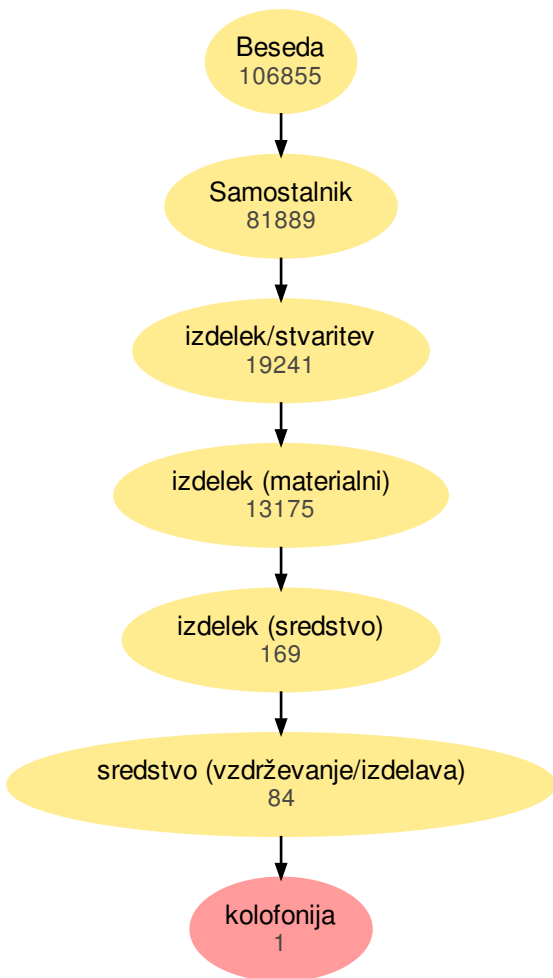 Beseda
106855
Samostalnik
81889
izdelek/stvaritev
19241
izdelek (materialni)
13175
izdelek (sredstvo)
169
sredstvo (vzdrževanje/izdelava)
84
kolofonija
1